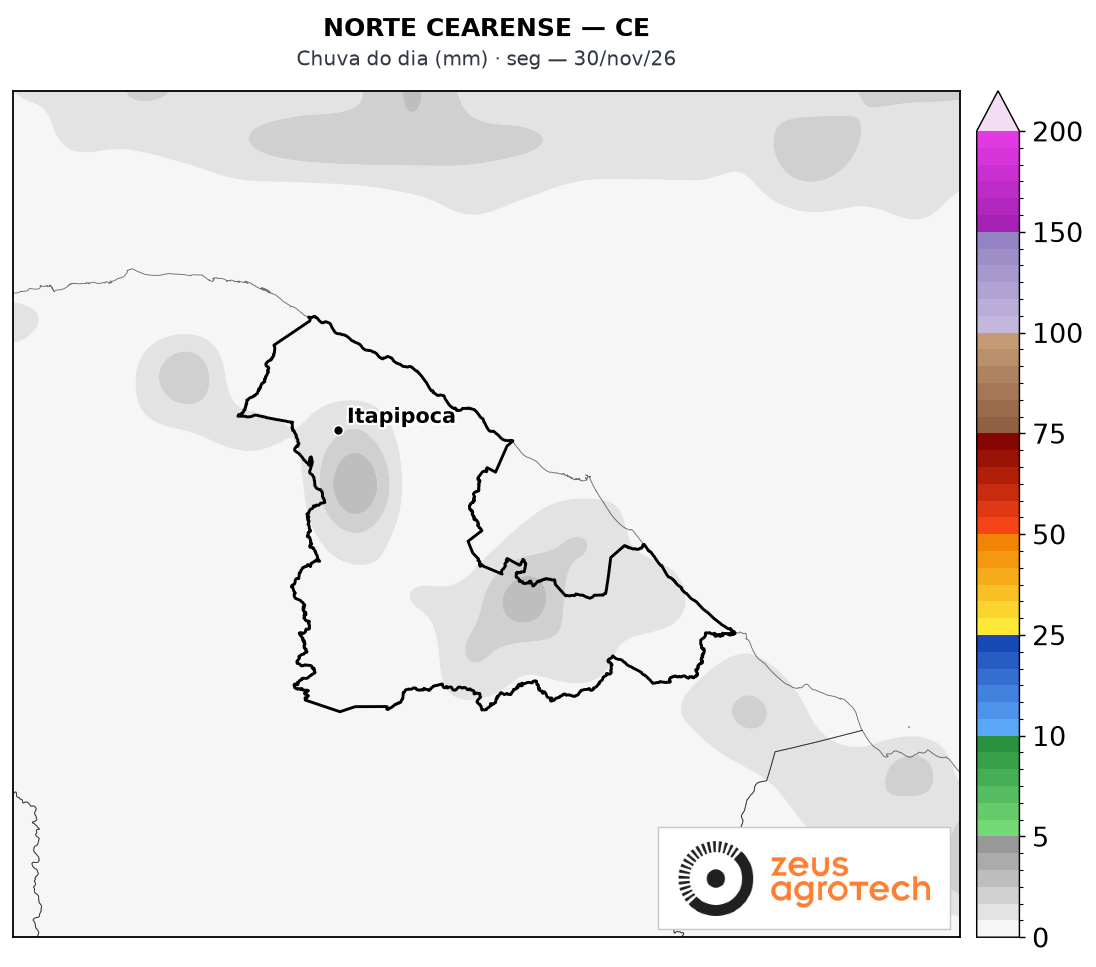 NORTE CEARENSE — CE
Chuva do dia (mm) · seg — 30/nov/26
Itapipoca
200
150
100
75
50
25
10
5
0
zeus
agrotech